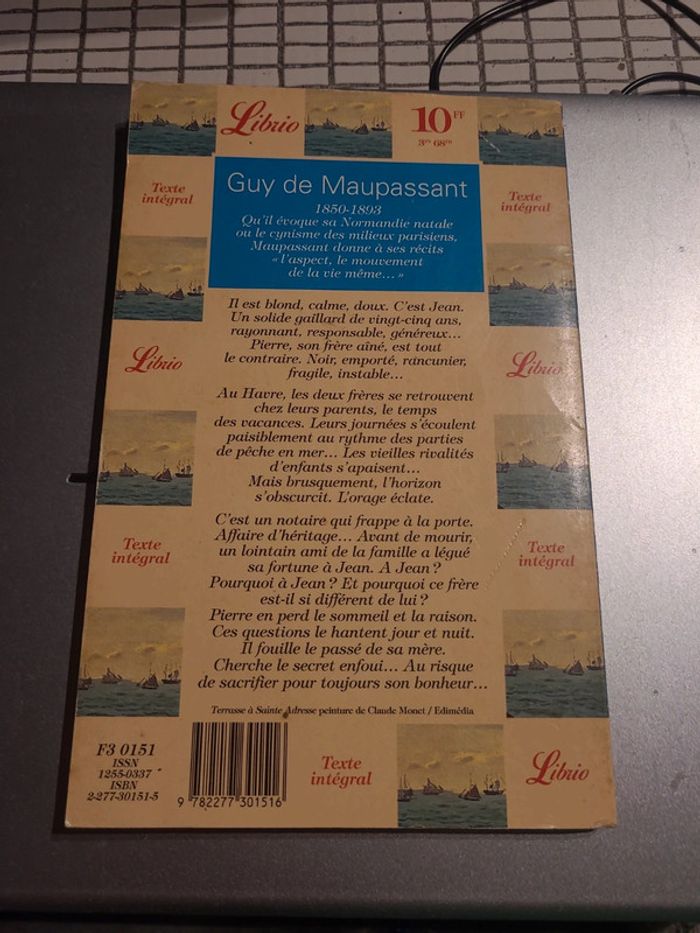 Librio
10 FF
3pts 68pts
Texte
intégral
Guy de Maupassant
1850-1893
Qu'il évoque sa Normandie natale
ou le cynisme des milieux parisiens,
Maupassant donne à ses récits
« l'aspect, le mouvement
de la vie même... »
Texte
intégral
Il est blond, calme, doux. C'est Jean.
Un solide gaillard de vingt-cinq ans,
rayonnant, responsable, généreux...
Pierre, son frère aîné, est tout
le contraire. Noir, emporté, rancunier,
fragile, instable...
Librio
Librio
Au Havre, les deux frères se retrouvent
chez leurs parents, le temps
des vacances. Leurs journées s'écoulent
paisiblement au rythme des parties
de pêche en mer... Les vieilles rivalités
d'enfants s'apaisent...
Mais brusquement, l'horizon
s'obscurcit. L'orage éclate.
Texte
intégral
Texte
intégral
C'est un notaire qui frappe à la porte.
Affaire d'héritage... Avant de mourir,
un lointain ami de la famille a légué
sa fortune à Jean. A Jean ?
Pourquoi à Jean ? Et pourquoi ce frère
est-il si différent de lui ?
Pierre en perd le sommeil et la raison.
Ces questions le hantent jour et nuit.
Il fouille le passé de sa mère.
Cherche le secret enfoui... Au risque
de sacrifier pour toujours son bonheur...
Terrasse à Sainte Adresse peinture de Claude Monet / Edimédia
F3 0151
ISSN
1255-0337
ISBN
2-277-30151-5
9 782277 301516
Texte
intégral
Librio